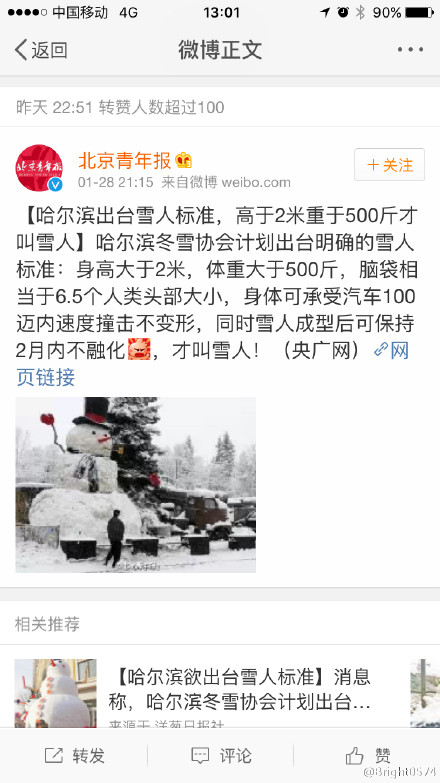 中国移动 4G 13:01 90%
返回 微博正文
昨天 22:51 转赞人数超过100
北京青年报
北京青年报
+关注
01-28 21:15 来自微博 weibo.com
【哈尔滨出台雪人标准，高于2米重于500斤才
叫雪人】哈尔滨冬雪协会计划出台明确的雪人
标准：身高大于2米，体重大于500斤，脑袋相
当于6.5个人类头部大小，身体可承受汽车100
迈内速度撞击不变形，同时雪人成型后可保持
2月内不融化，才叫雪人！（央广网）网
页链接
相关推荐
【哈尔滨欲出台雪人标准】消息
称，哈尔滨冬雪协会计划出台...
来源于 洋葱日报社
转发 评论 赞
@Bright0574